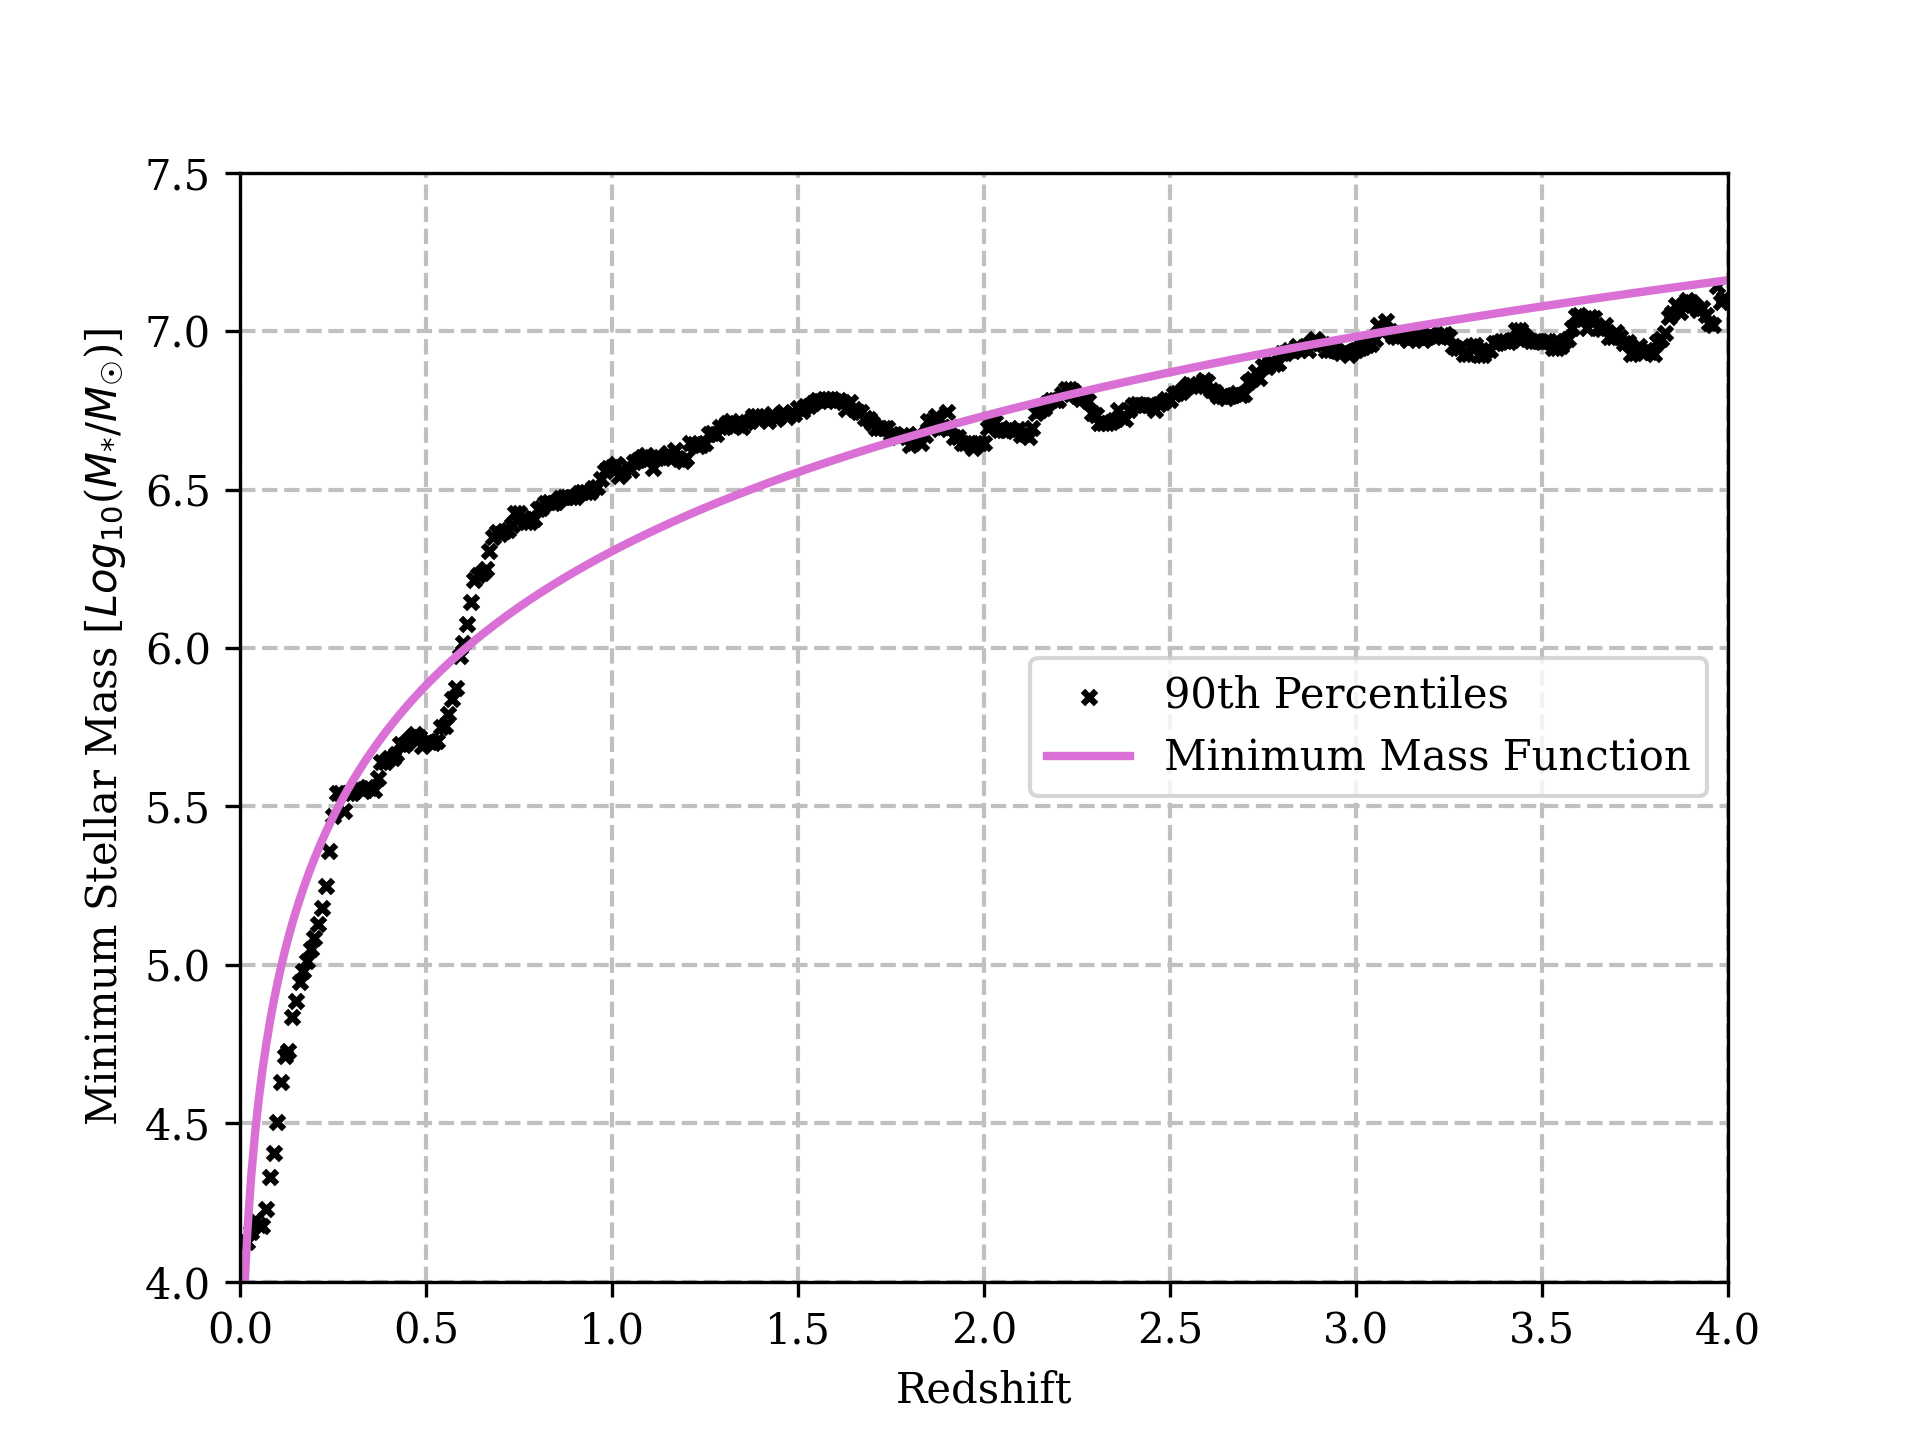 7.5
7.0
6.5
6.0
5.5
5.0
4.5
4.0
Minimum Stellar Mass [Log₁₀(M∗/M☉)]
90th Percentiles
Minimum Mass Function
0.0 0.5 1.0 1.5 2.0 2.5 3.0 3.5 4.0
Redshift